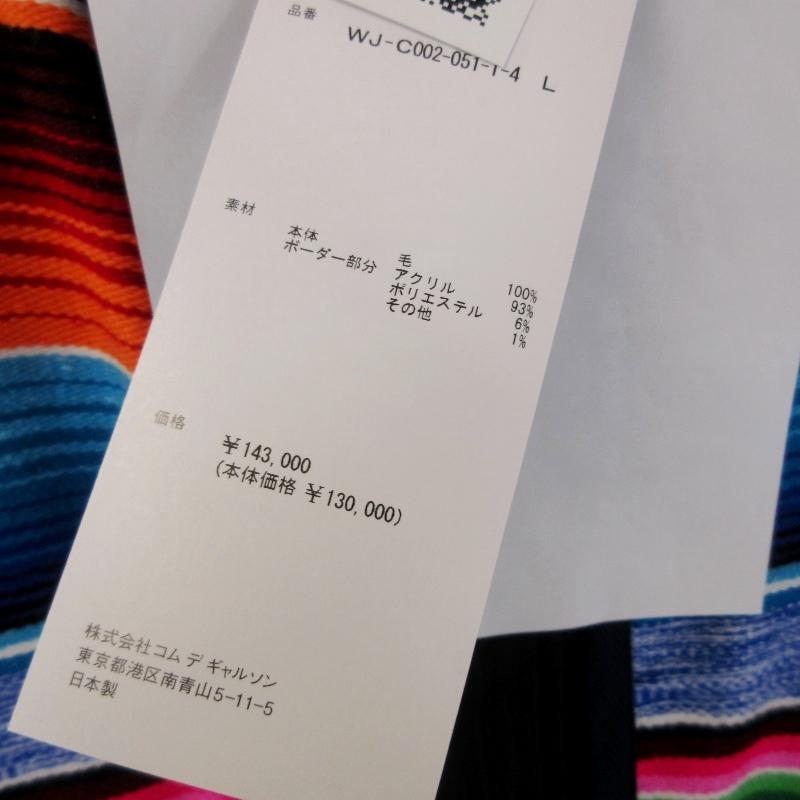 品番
WJ-C002-051-1-4 L
素材
本体 毛 100%
ボーダー部分 アクリル 93%
ポリエステル 6%
その他 1%
価格
￥143,000
(本体価格 ￥130,000)
株式会社コム デ ギャルソン
東京都港区南青山5-11-5
日本製